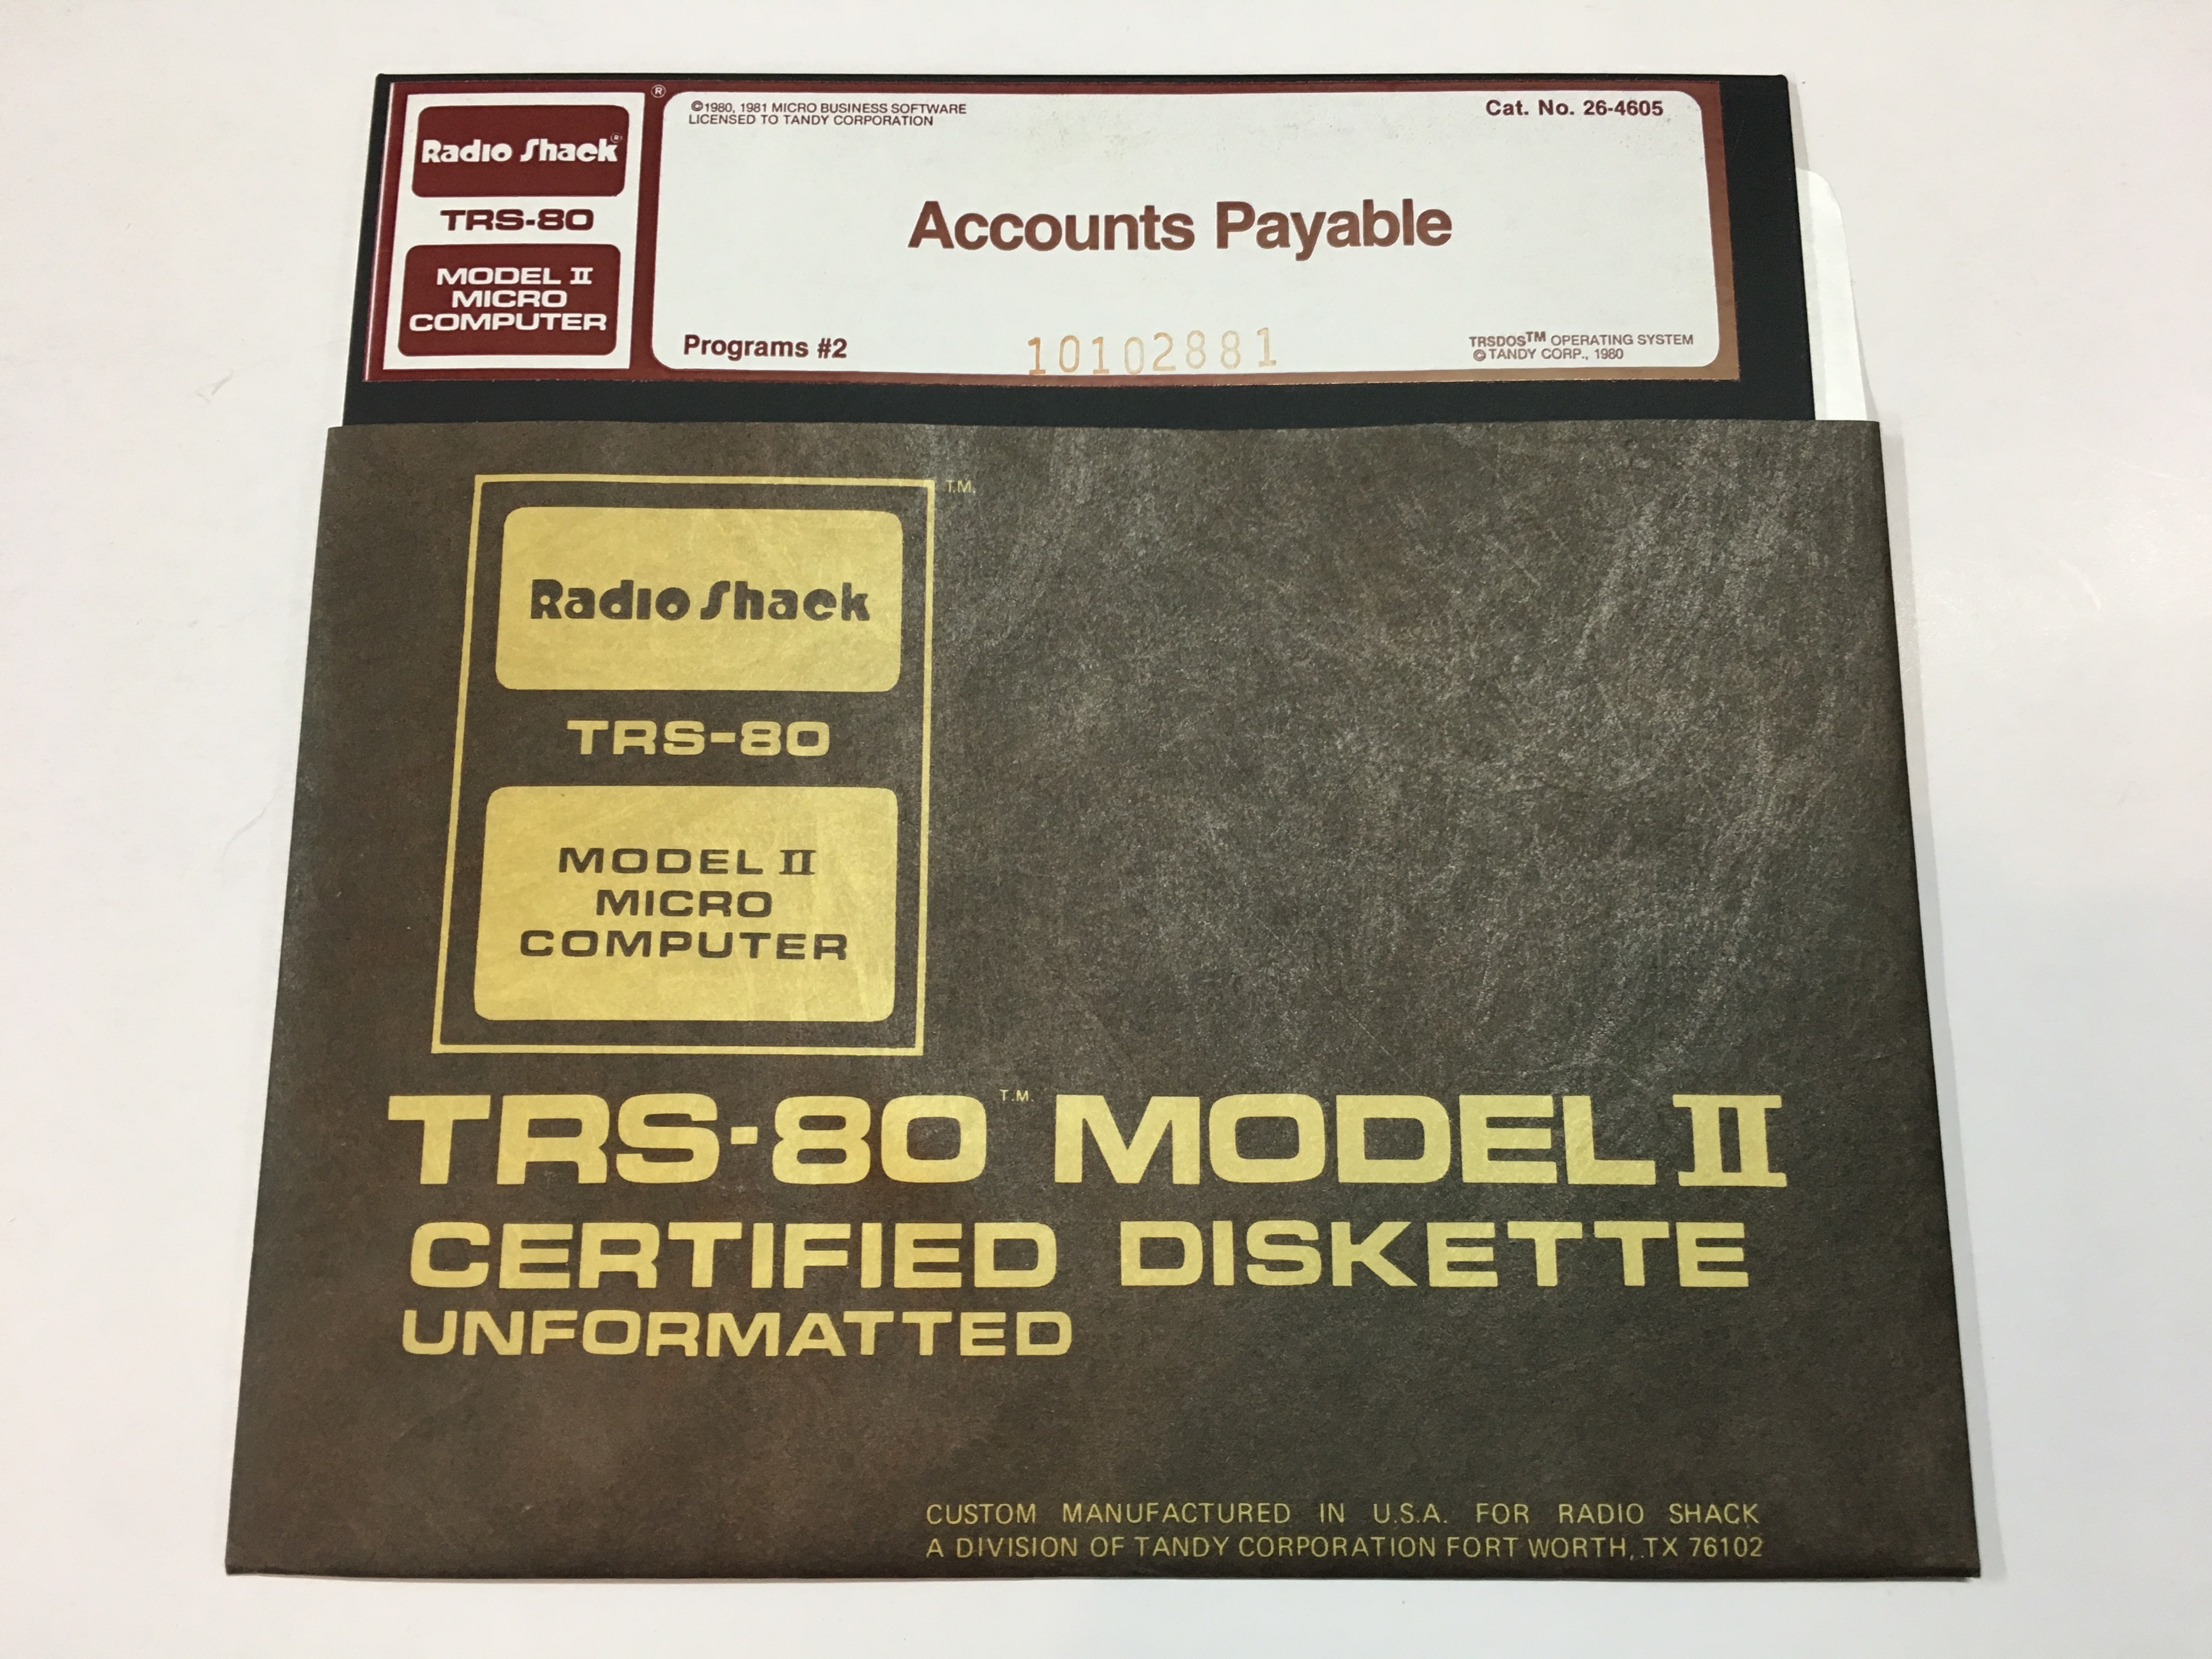 Radio Shack®
TRS-80
MODEL II
MICRO
COMPUTER
®
©1980, 1981 MICRO BUSINESS SOFTWARE
LICENSED TO TANDY CORPORATION
Cat. No. 26-4605
Accounts Payable
Programs #2
10102881
TRSDOS™ OPERATING SYSTEM
© TANDY CORP., 1980
T.M.
Radio Shack
TRS-80
MODEL II
MICRO
COMPUTER
TRS-80 T.M. MODEL II
CERTIFIED DISKETTE
UNFORMATTED
CUSTOM MANUFACTURED IN U.S.A. FOR RADIO SHACK
A DIVISION OF TANDY CORPORATION FORT WORTH, TX 76102